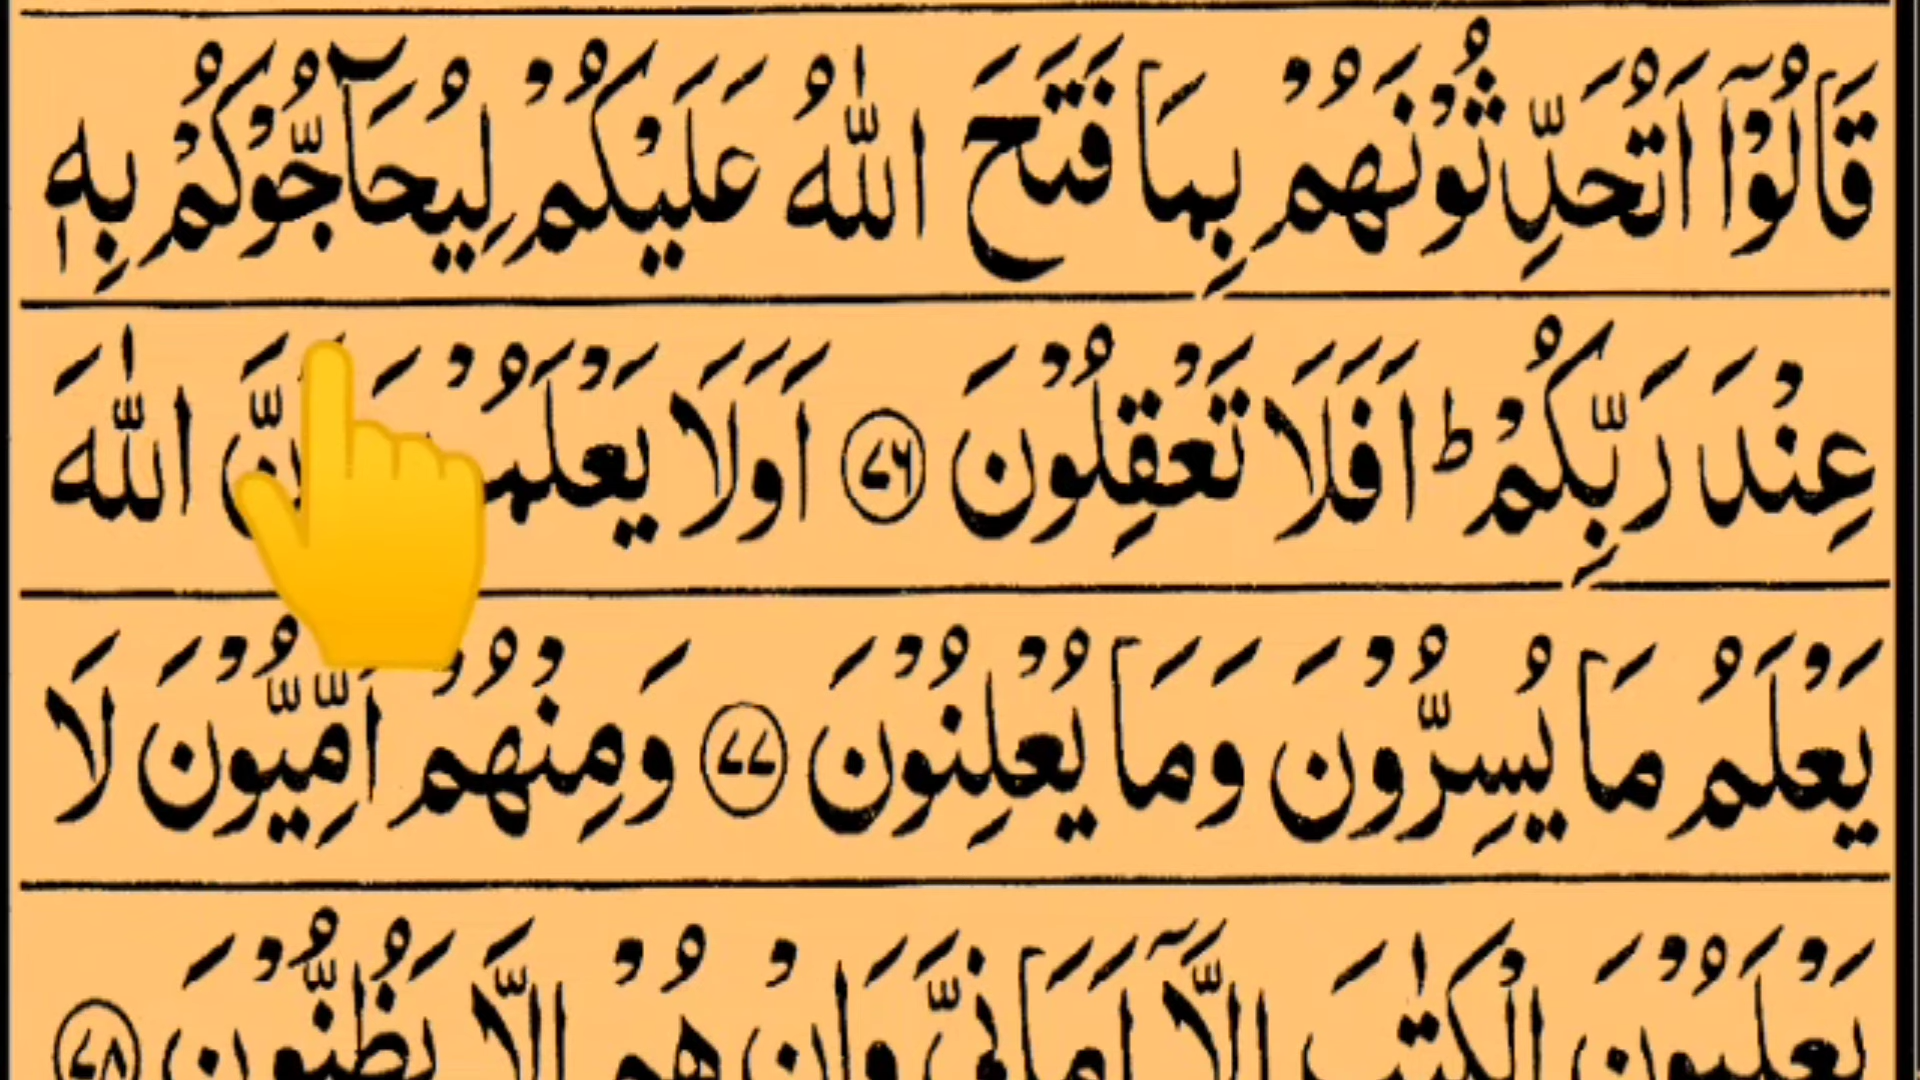 قَالُوْٓا اَتُحَدِّثُوْنَهُمْ بِمَا فَتَحَ اللّٰهُ عَلَيْكُمْ لِيُحَآجُّوْكُمْ بِهٖ
عِنْدَ رَبِّكُمْ ؕ اَفَلَا تَعْقِلُوْنَ ۷۶ اَوَلَا يَعْلَمُ نَّ اللّٰهَ
يَعْلَمُ مَا يُسِرُّوْنَ وَمَا يُعْلِنُوْنَ ۷۷ وَمِنْهُمْ اُمِّيُّوْنَ لَا
يَعْلَمُوْنَ الْكِتٰبَ اِلَّآ اَمَانِيَّ وَاِنْ هُمْ اِلَّا يَظُنُّوْنَ ۷۸